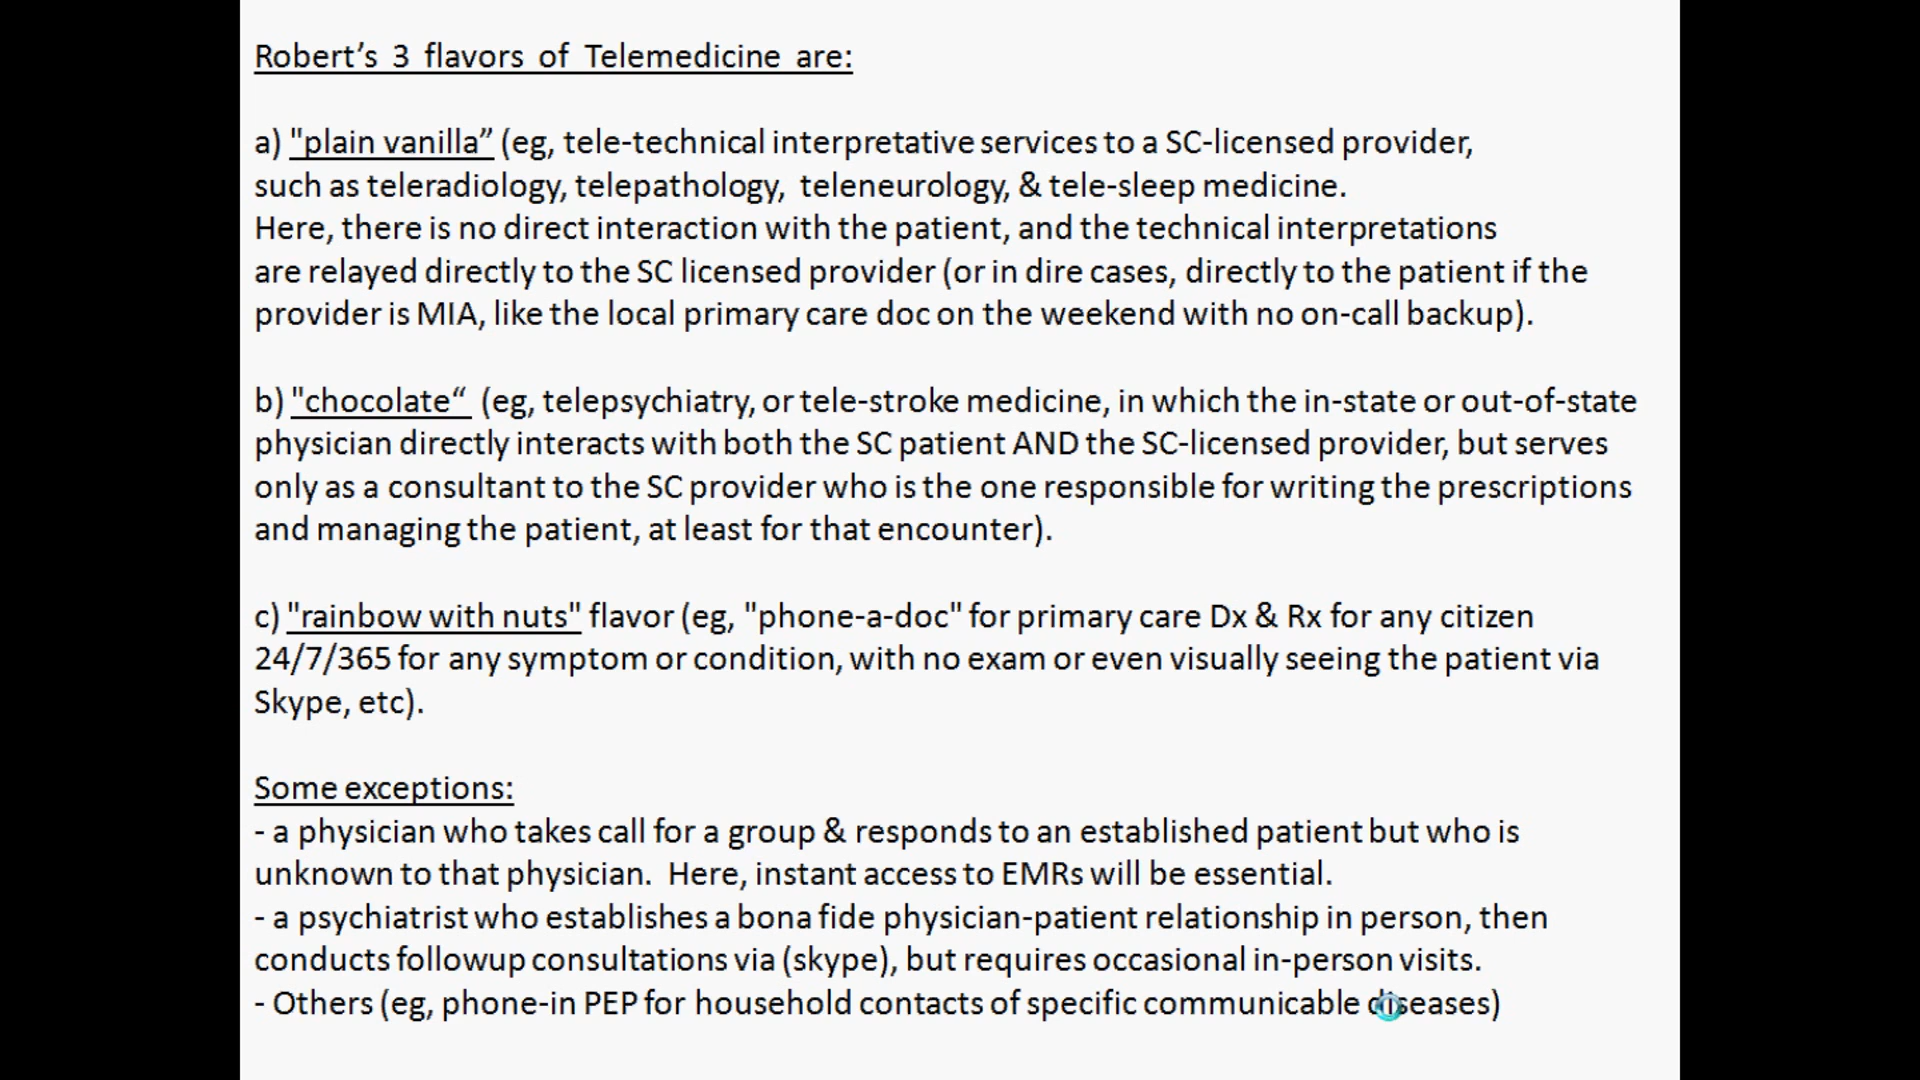 Robert’s 3 flavors of Telemedicine are:
a) "plain vanilla” (eg, tele-technical interpretative services to a SC-licensed provider,
such as teleradiology, telepathology, teleneurology, & tele-sleep medicine.
Here, there is no direct interaction with the patient, and the technical interpretations
are relayed directly to the SC licensed provider (or in dire cases, directly to the patient if the
provider is MIA, like the local primary care doc on the weekend with no on-call backup).
b) "chocolate“ (eg, telepsychiatry, or tele-stroke medicine, in which the in-state or out-of-state
physician directly interacts with both the SC patient AND the SC-licensed provider, but serves
only as a consultant to the SC provider who is the one responsible for writing the prescriptions
and managing the patient, at least for that encounter).
c) "rainbow with nuts" flavor (eg, "phone-a-doc" for primary care Dx & Rx for any citizen
24/7/365 for any symptom or condition, with no exam or even visually seeing the patient via
Skype, etc).
Some exceptions:
- a physician who takes call for a group & responds to an established patient but who is
unknown to that physician. Here, instant access to EMRs will be essential.
- a psychiatrist who establishes a bona fide physician-patient relationship in person, then
conducts followup consultations via (skype), but requires occasional in-person visits.
- Others (eg, phone-in PEP for household contacts of specific communicable diseases)